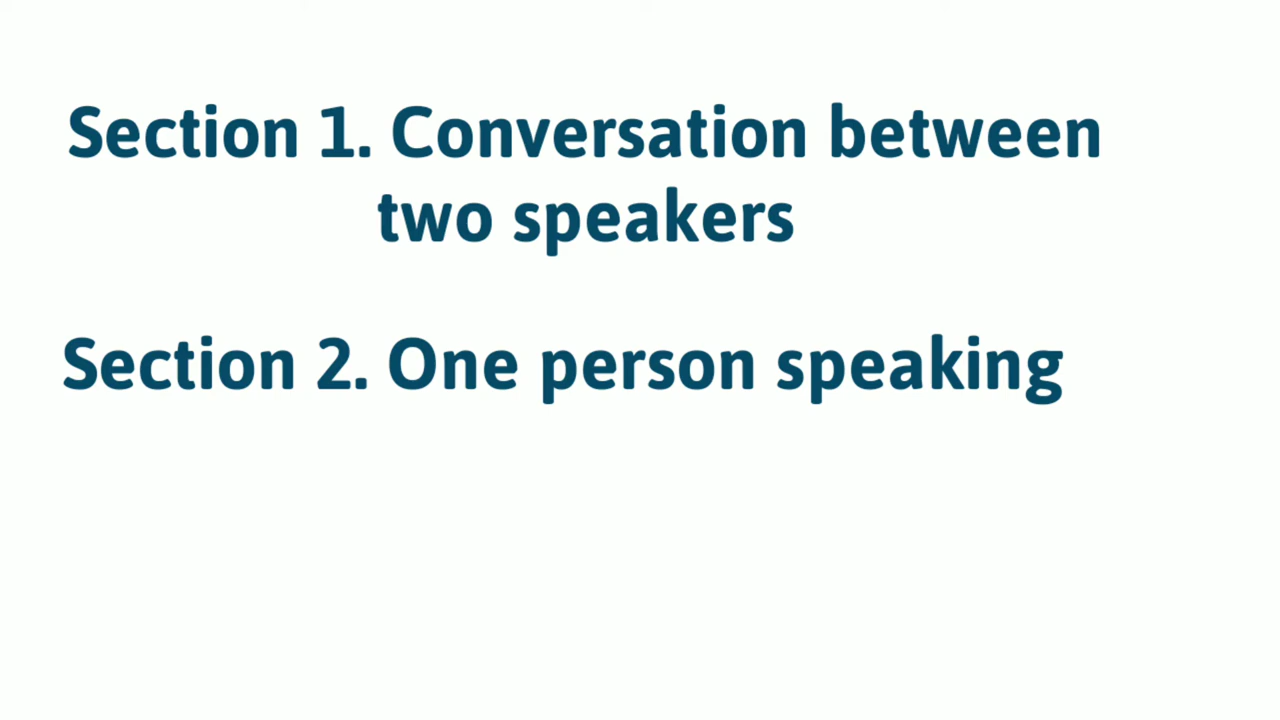 Section 1. Conversation between
two speakers
Section 2. One person speaking